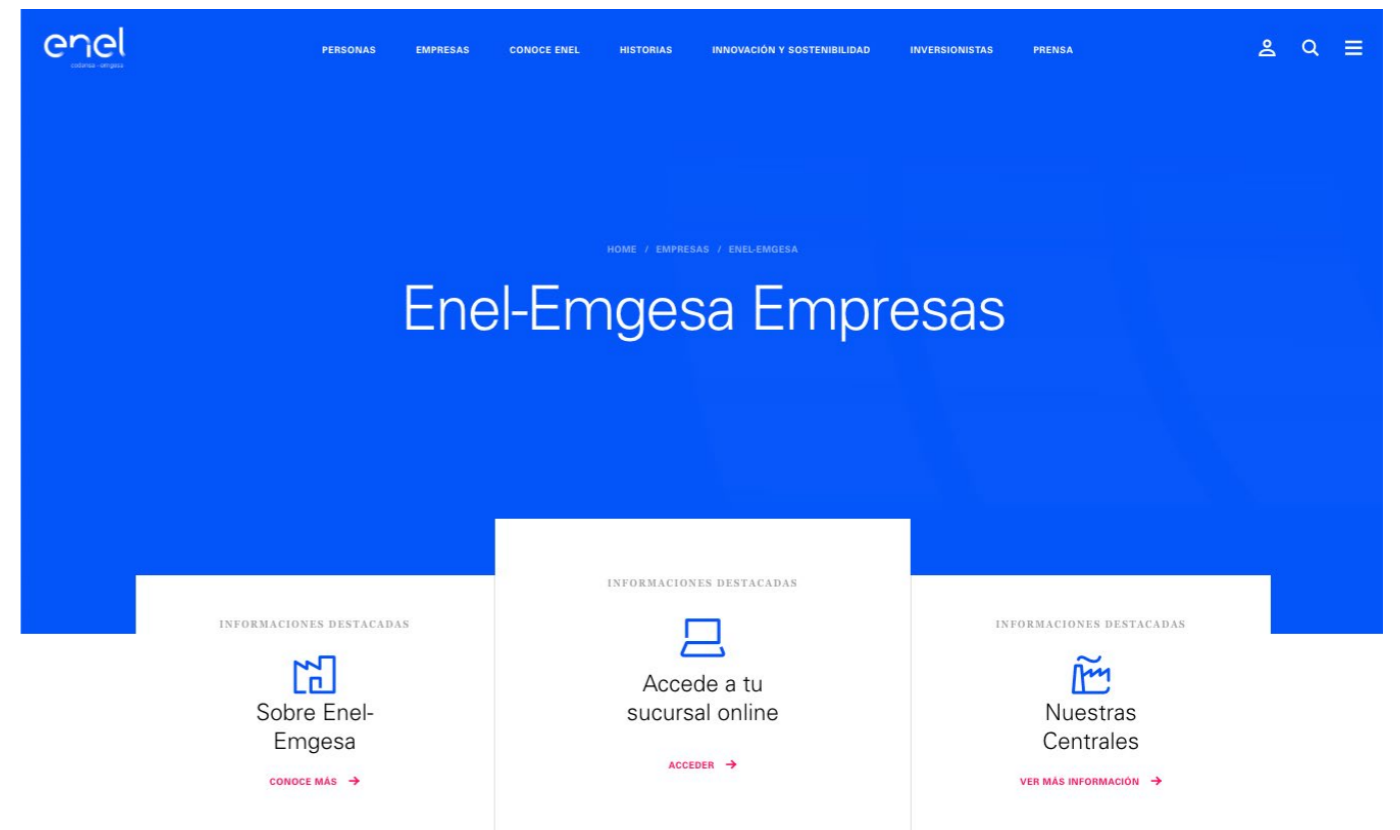 enel
codensa - emgesa
PERSONAS EMPRESAS CONOCE ENEL HISTORIAS INNOVACIÓN Y SOSTENIBILIDAD INVERSIONISTAS PRENSA
HOME / EMPRESAS / ENEL-EMGESA
Enel-Emgesa Empresas
INFORMACIONES DESTACADAS
Sobre Enel-
Emgesa
CONOCE MÁS
INFORMACIONES DESTACADAS
Accede a tu
sucursal online
ACCEDER
INFORMACIONES DESTACADAS
Nuestras
Centrales
VER MÁS INFORMACIÓN